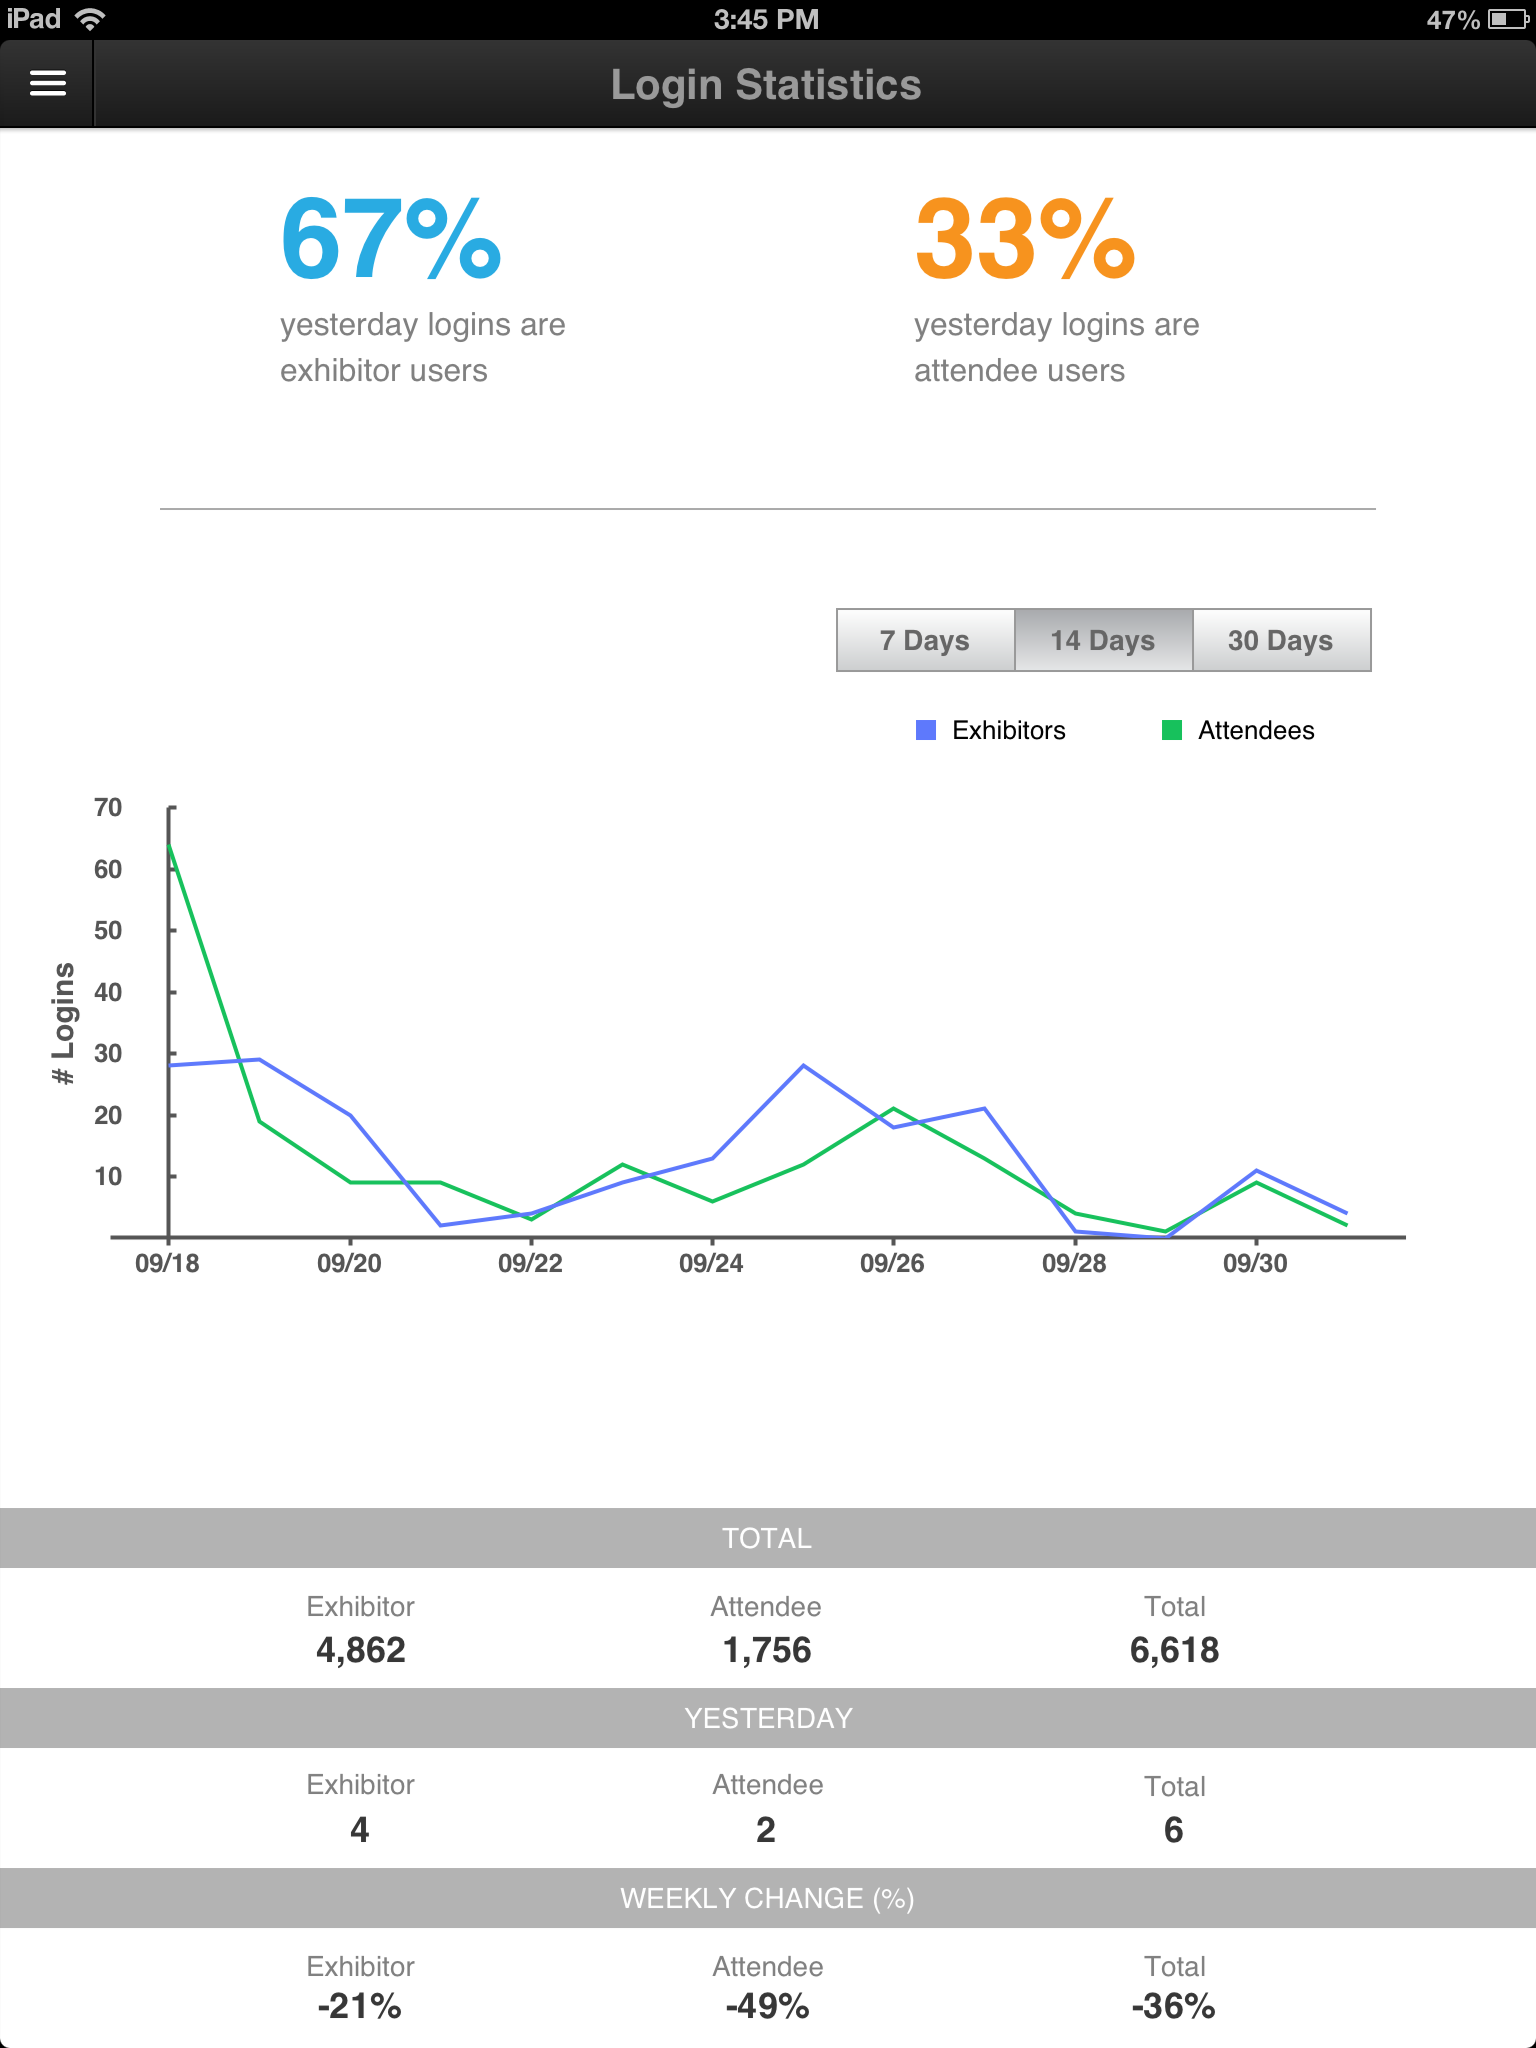 iPad 3:45 PM 47%
Login Statistics
67% 33%
yesterday logins are yesterday logins are
exhibitor users attendee users
7 Days 14 Days 30 Days
Exhibitors Attendees
70
60
50
40
30
20
10
# Logins
09/18 09/20 09/22 09/24 09/26 09/28 09/30
TOTAL
Exhibitor Attendee Total
4,862 1,756 6,618
YESTERDAY
Exhibitor Attendee Total
4 2 6
WEEKLY CHANGE (%)
Exhibitor Attendee Total
-21% -49% -36%